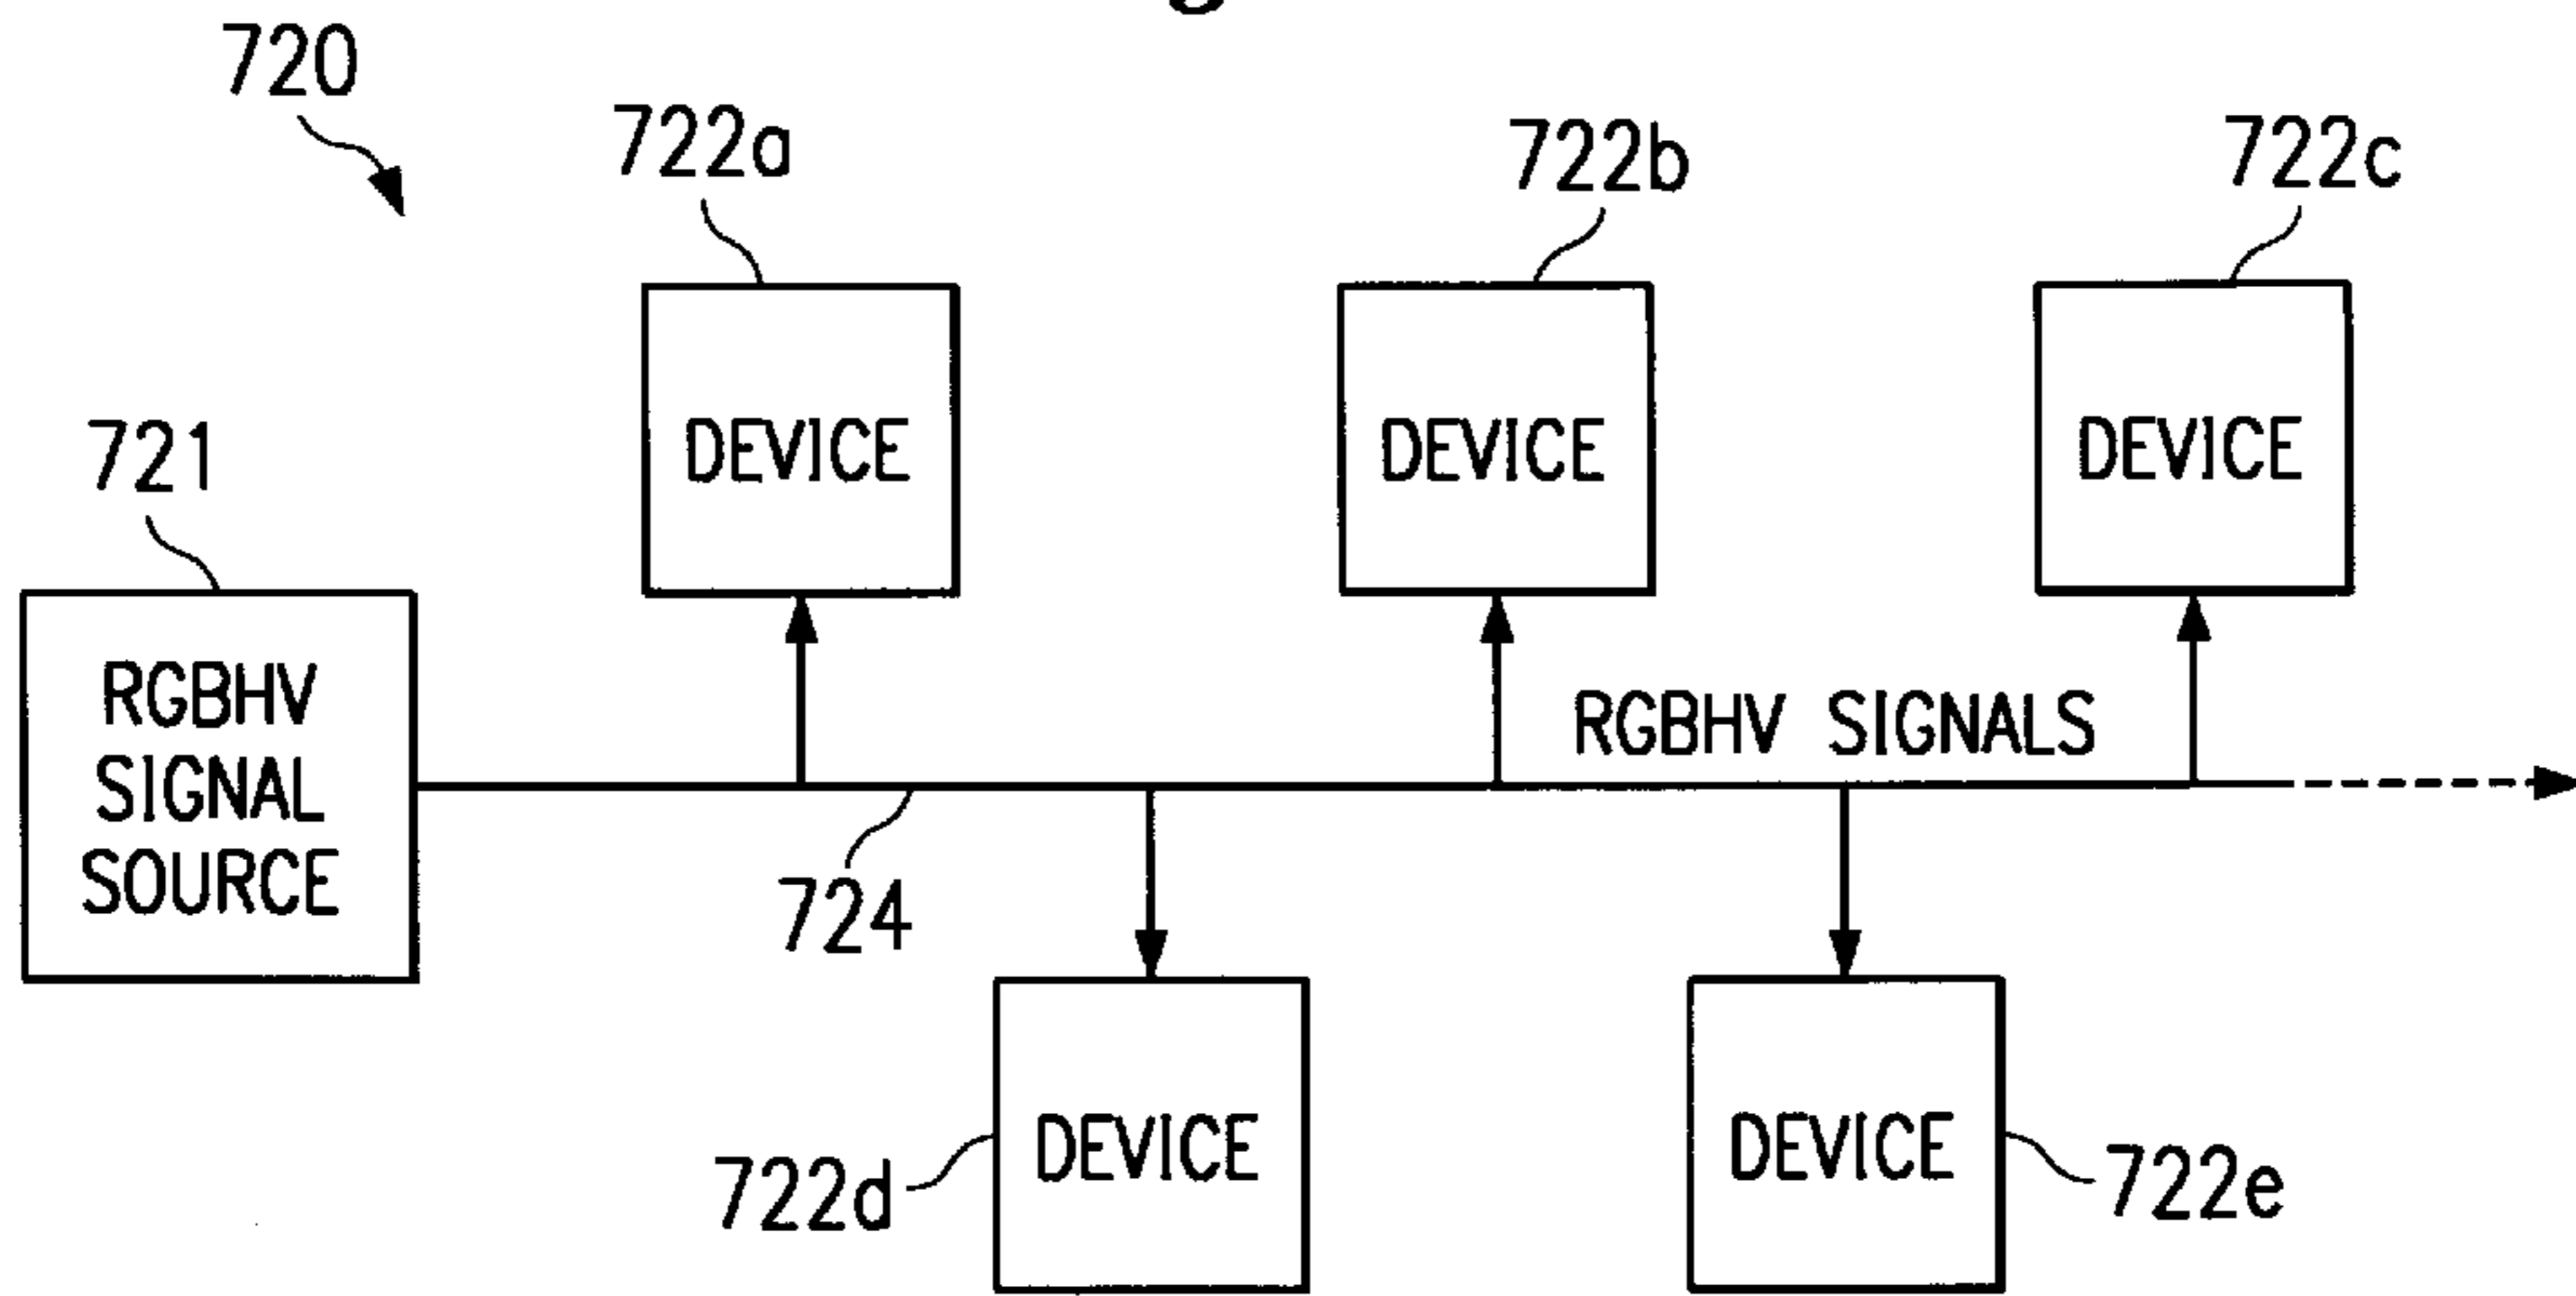 720
722a
722b
722c
721
DEVICE
DEVICE
DEVICE
RGBHV
SIGNAL
SOURCE
RGBHV SIGNALS
724
DEVICE
DEVICE
722d
722e